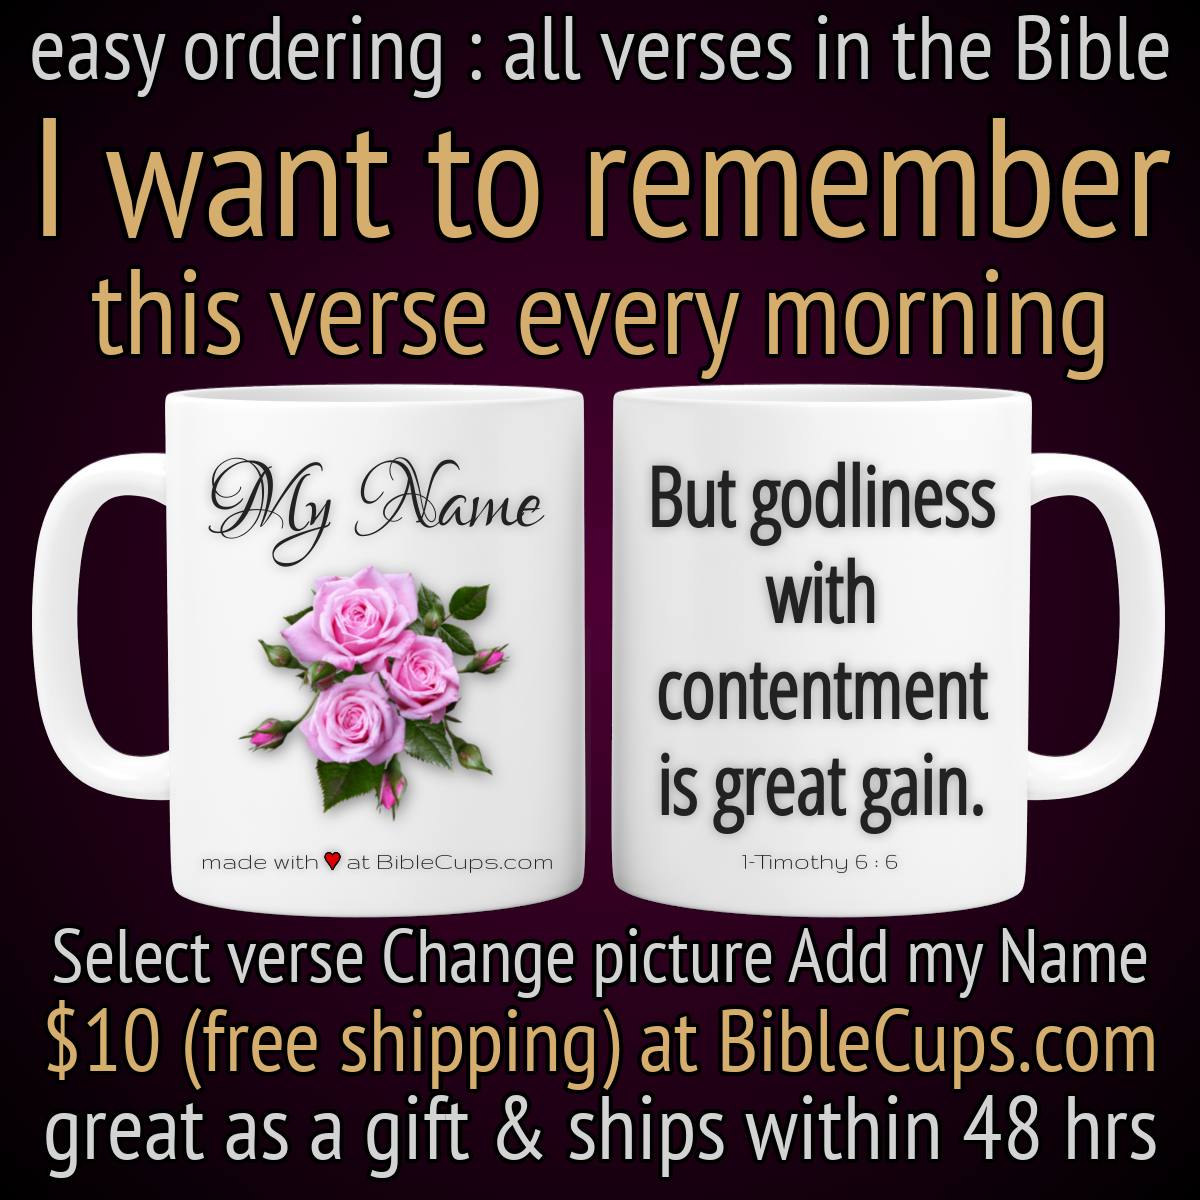 easy ordering : all verses in the Bible
I want to remember
this verse every morning
My Name
made with ♥ at BibleCups.com
But godliness
with
contentment
is great gain.
1-Timothy 6 : 6
Select verse Change picture Add my Name
$10 (free shipping) at BibleCups.com
great as a gift & ships within 48 hrs